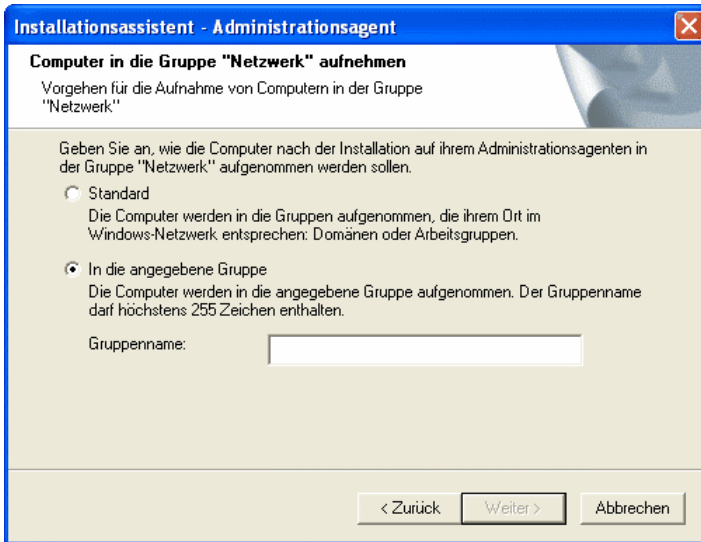 Installationsassistent - Administrationsagent
Computer in die Gruppe "Netzwerk" aufnehmen
Vorgehen für die Aufnahme von Computern in der Gruppe
"Netzwerk"
Geben Sie an, wie die Computer nach der Installation auf ihrem Administrationsagenten in
der Gruppe "Netzwerk" aufgenommen werden sollen.
Standard
Die Computer werden in die Gruppen aufgenommen, die ihrem Ort im
Windows-Netzwerk entsprechen: Domänen oder Arbeitsgruppen.
In die angegebene Gruppe
Die Computer werden in die angegebene Gruppe aufgenommen. Der Gruppenname
darf höchstens 255 Zeichen enthalten.
Gruppenname:
< Zurück Weiter > Abbrechen